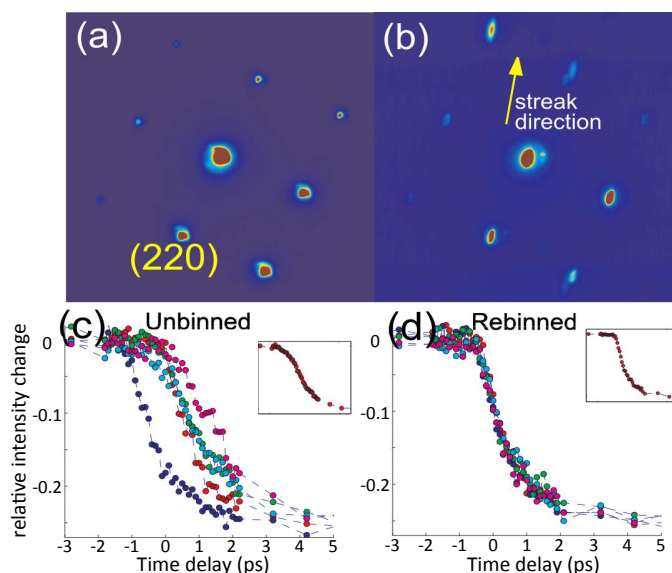 (a)
(b)
streak
direction
(220)
(c) Unbinned
(d) Rebinned
relative intensity change
0
-0.1
-0.2
-3 -2 -1 0 1 2 3 4 5
Time delay (ps)
0
-0.1
-0.2
-3 -2 -1 0 1 2 3 4 5
Time delay (ps)